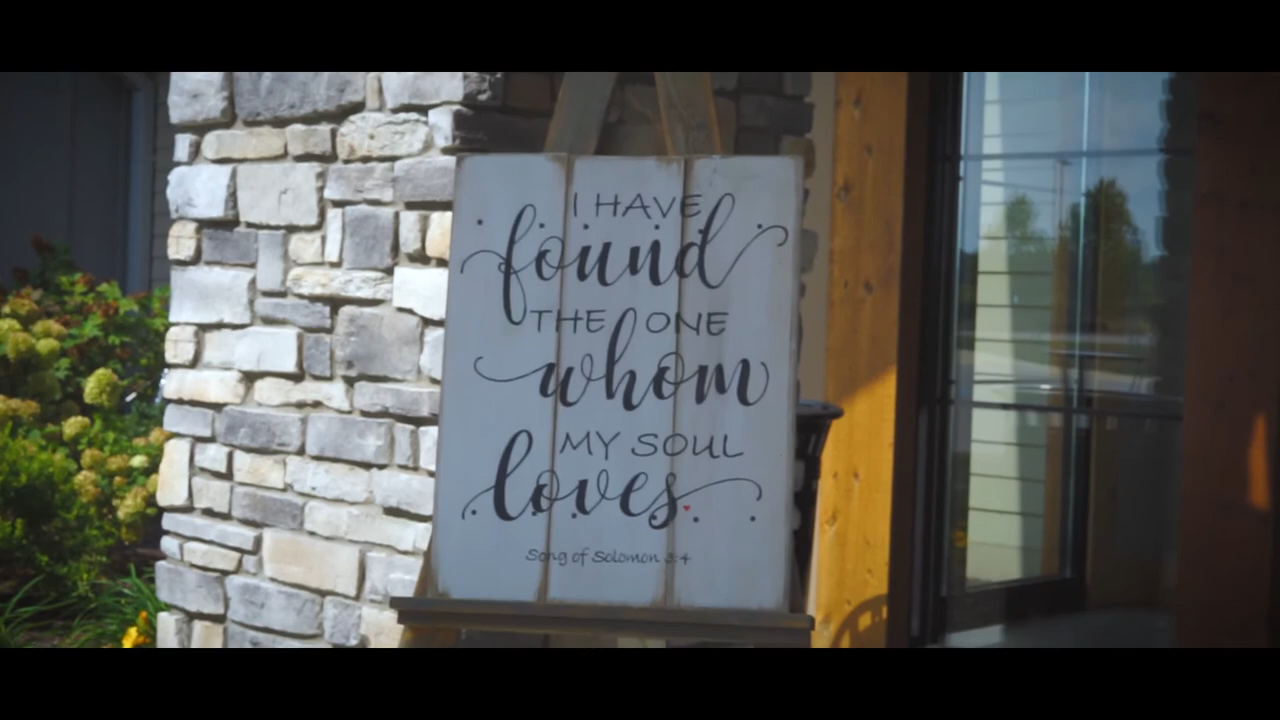 I HAVE
found
THE ONE
whom
MY SOUL
loves
Song of Solomon 3:4